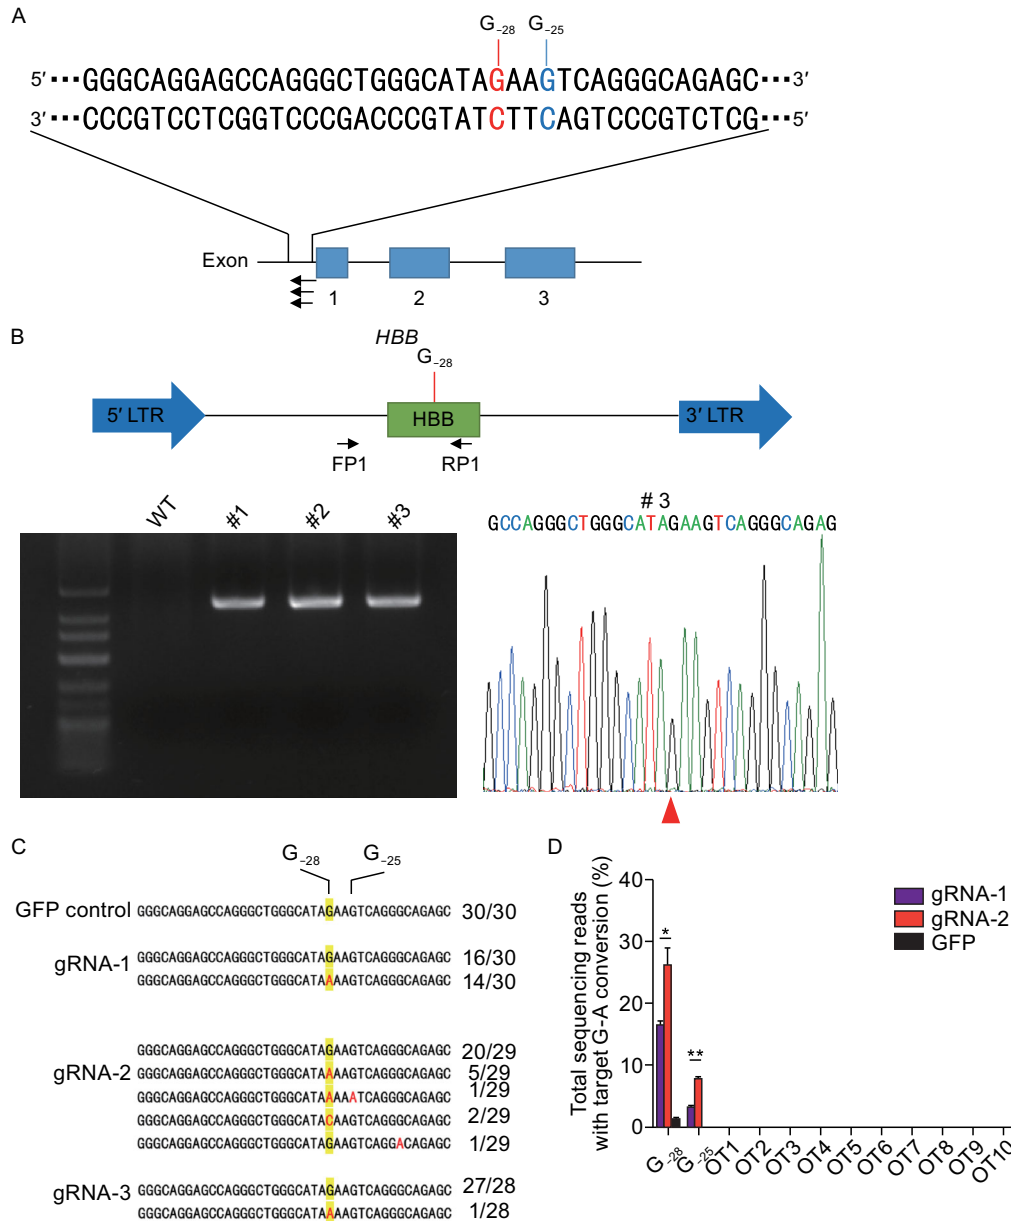 A
G-28 G-25
5′···GGGCAGGAGCCAGGGCTGGGCATAGAAGTCAGGGCAGAGC···3′
3′···CCCGTCCTCGGTCCCGACCCGTATCTTCAGTCCCGTCTCG···5′
Exon
1 2 3
B
HBB
G-28
5′ LTR HBB 3′ LTR
FP1 RP1
WT #1 #2 #3
# 3
GCCAGGGCTGGGCATAGAAGTCAGGGCAGAG
C
G-28 G-25
GFP control GGGCAGGAGCCAGGGCTGGGCATAGAAGTCAGGGCAGAGC 30/30
gRNA-1
GGGCAGGAGCCAGGGCTGGGCATAGAAGTCAGGGCAGAGC 16/30
GGGCAGGAGCCAGGGCTGGGCATAAAAGTCAGGGCAGAGC 14/30
gRNA-2
GGGCAGGAGCCAGGGCTGGGCATAGAAGTCAGGGCAGAGC 20/29
GGGCAGGAGCCAGGGCTGGGCATAAAAGTCAGGGCAGAGC 5/29
GGGCAGGAGCCAGGGCTGGGCATAAAAATCAGGGCAGAGC 1/29
GGGCAGGAGCCAGGGCTGGGCATACAAGTCAGGGCAGAGC 2/29
GGGCAGGAGCCAGGGCTGGGCATAGAAGTCAGGACAGAGC 1/29
gRNA-3
GGGCAGGAGCCAGGGCTGGGCATAGAAGTCAGGGCAGAGC 27/28
GGGCAGGAGCCAGGGCTGGGCATAAAAGTCAGGGCAGAGC 1/28
D
Total sequencing reads
with target G-A conversion (%)
40
30
20
10
0
*
**
gRNA-1
gRNA-2
GFP
G-28 G-25 OT1 OT2 OT3 OT4 OT5 OT6 OT7 OT8 OT9 OT10